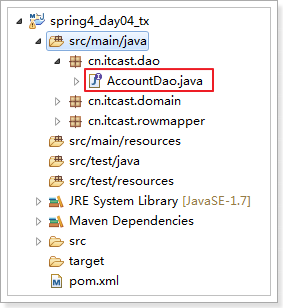 spring4_day04_tx
src/main/java
cn.itcast.dao
AccountDao.java
cn.itcast.domain
cn.itcast.rowmapper
src/main/resources
src/test/java
src/test/resources
JRE System Library [JavaSE-1.7]
Maven Dependencies
src
target
pom.xml